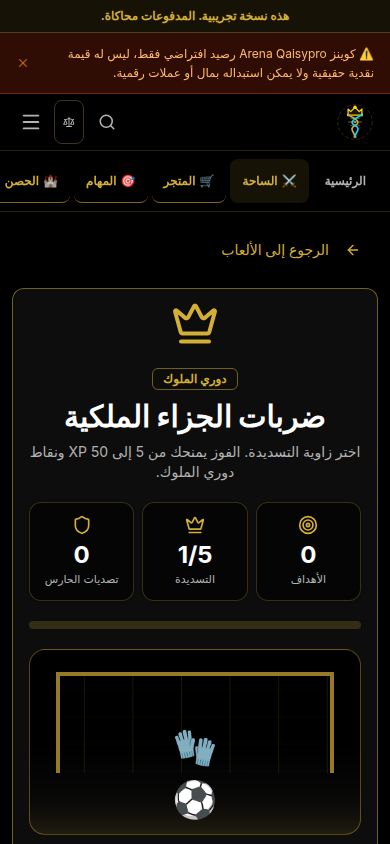 هذه نسخة تجريبية. المدفوعات محاكاة.
⚠️ كوينز Arena Qaisypro رصيد افتراضي فقط، ليس له قيمة
نقدية حقيقية ولا يمكن استبداله بمال أو عملات رقمية.
الرئيسية
⚔️ الساحة
🛒 المتجر
🎯 المهام
🏰 الحصن
الرجوع إلى الألعاب
دوري الملوك
ضربات الجزاء الملكية
اختر زاوية التسديدة. الفوز يمنحك من 5 إلى 50 XP ونقاط
دوري الملوك.
0
الأهداف
1/5
التسديدة
0
تصديات الحارس